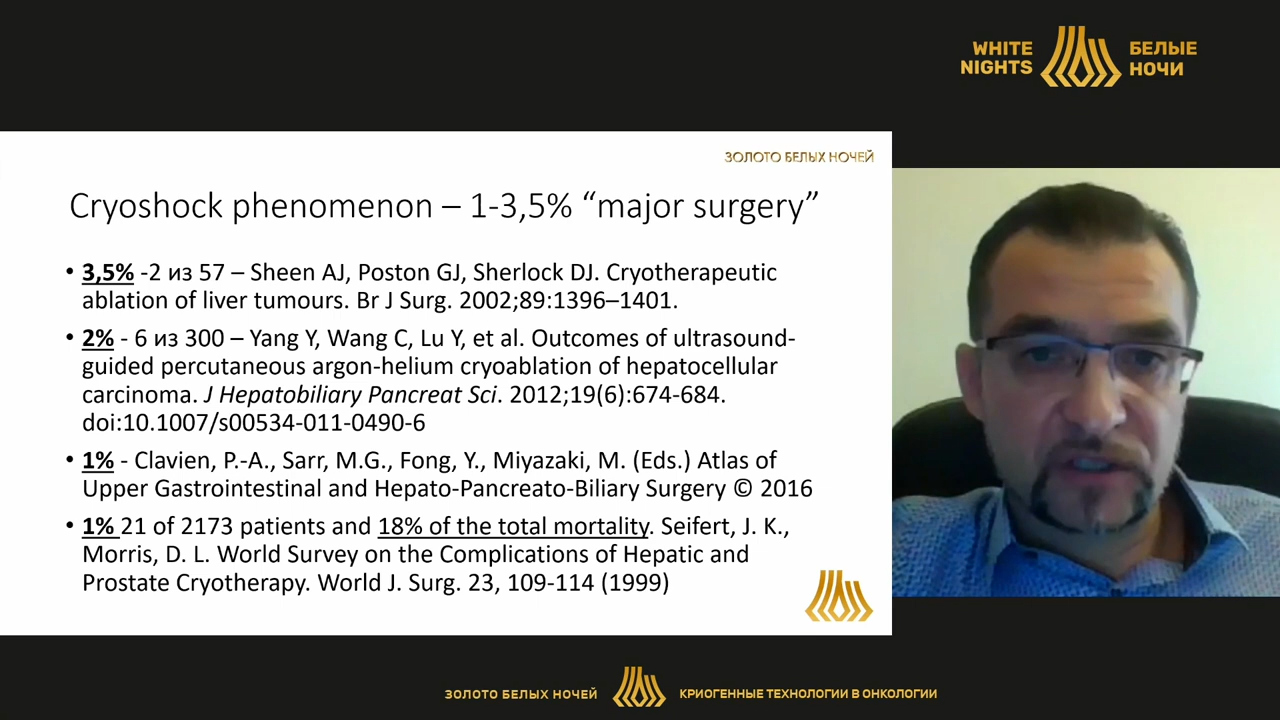 WHITE
NIGHTS
БЕЛЫЕ
НОЧИ
ЗОЛОТО БЕЛЫХ НОЧЕЙ
Cryoshock phenomenon – 1-3,5% “major surgery”
• 3,5% -2 из 57 – Sheen AJ, Poston GJ, Sherlock DJ. Cryotherapeutic
ablation of liver tumours. Br J Surg. 2002;89:1396–1401.
• 2% - 6 из 300 – Yang Y, Wang C, Lu Y, et al. Outcomes of ultrasound-
guided percutaneous argon-helium cryoablation of hepatocellular
carcinoma. J Hepatobiliary Pancreat Sci. 2012;19(6):674-684.
doi:10.1007/s00534-011-0490-6
• 1% - Clavien, P.-A., Sarr, M.G., Fong, Y., Miyazaki, M. (Eds.) Atlas of
Upper Gastrointestinal and Hepato-Pancreato-Biliary Surgery © 2016
• 1% 21 of 2173 patients and 18% of the total mortality. Seifert, J. K.,
Morris, D. L. World Survey on the Complications of Hepatic and
Prostate Cryotherapy. World J. Surg. 23, 109-114 (1999)
ЗОЛОТО БЕЛЫХ НОЧЕЙ
КРИОГЕННЫЕ ТЕХНОЛОГИИ В ОНКОЛОГИИ